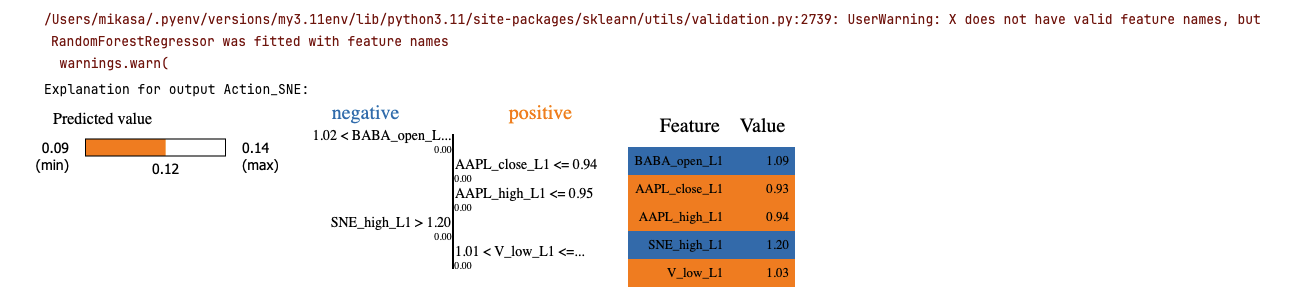 /Users/mikasa/.pyenv/versions/my3.11env/lib/python3.11/site-packages/sklearn/utils/validation.py:2739: UserWarning: X does not have valid feature names, but
RandomForestRegressor was fitted with feature names
warnings.warn(
Explanation for output Action_SNE:
Predicted value
0.09
(min)
0.12
0.14
(max)
negative
positive
1.02 < BABA_open_L...
0.00
AAPL_close_L1 <= 0.94
0.00
AAPL_high_L1 <= 0.95
0.00
SNE_high_L1 > 1.20
0.00
1.01 < V_low_L1 <=...
0.00
Feature Value
BABA_open_L1 1.09
AAPL_close_L1 0.93
AAPL_high_L1 0.94
SNE_high_L1 1.20
V_low_L1 1.03